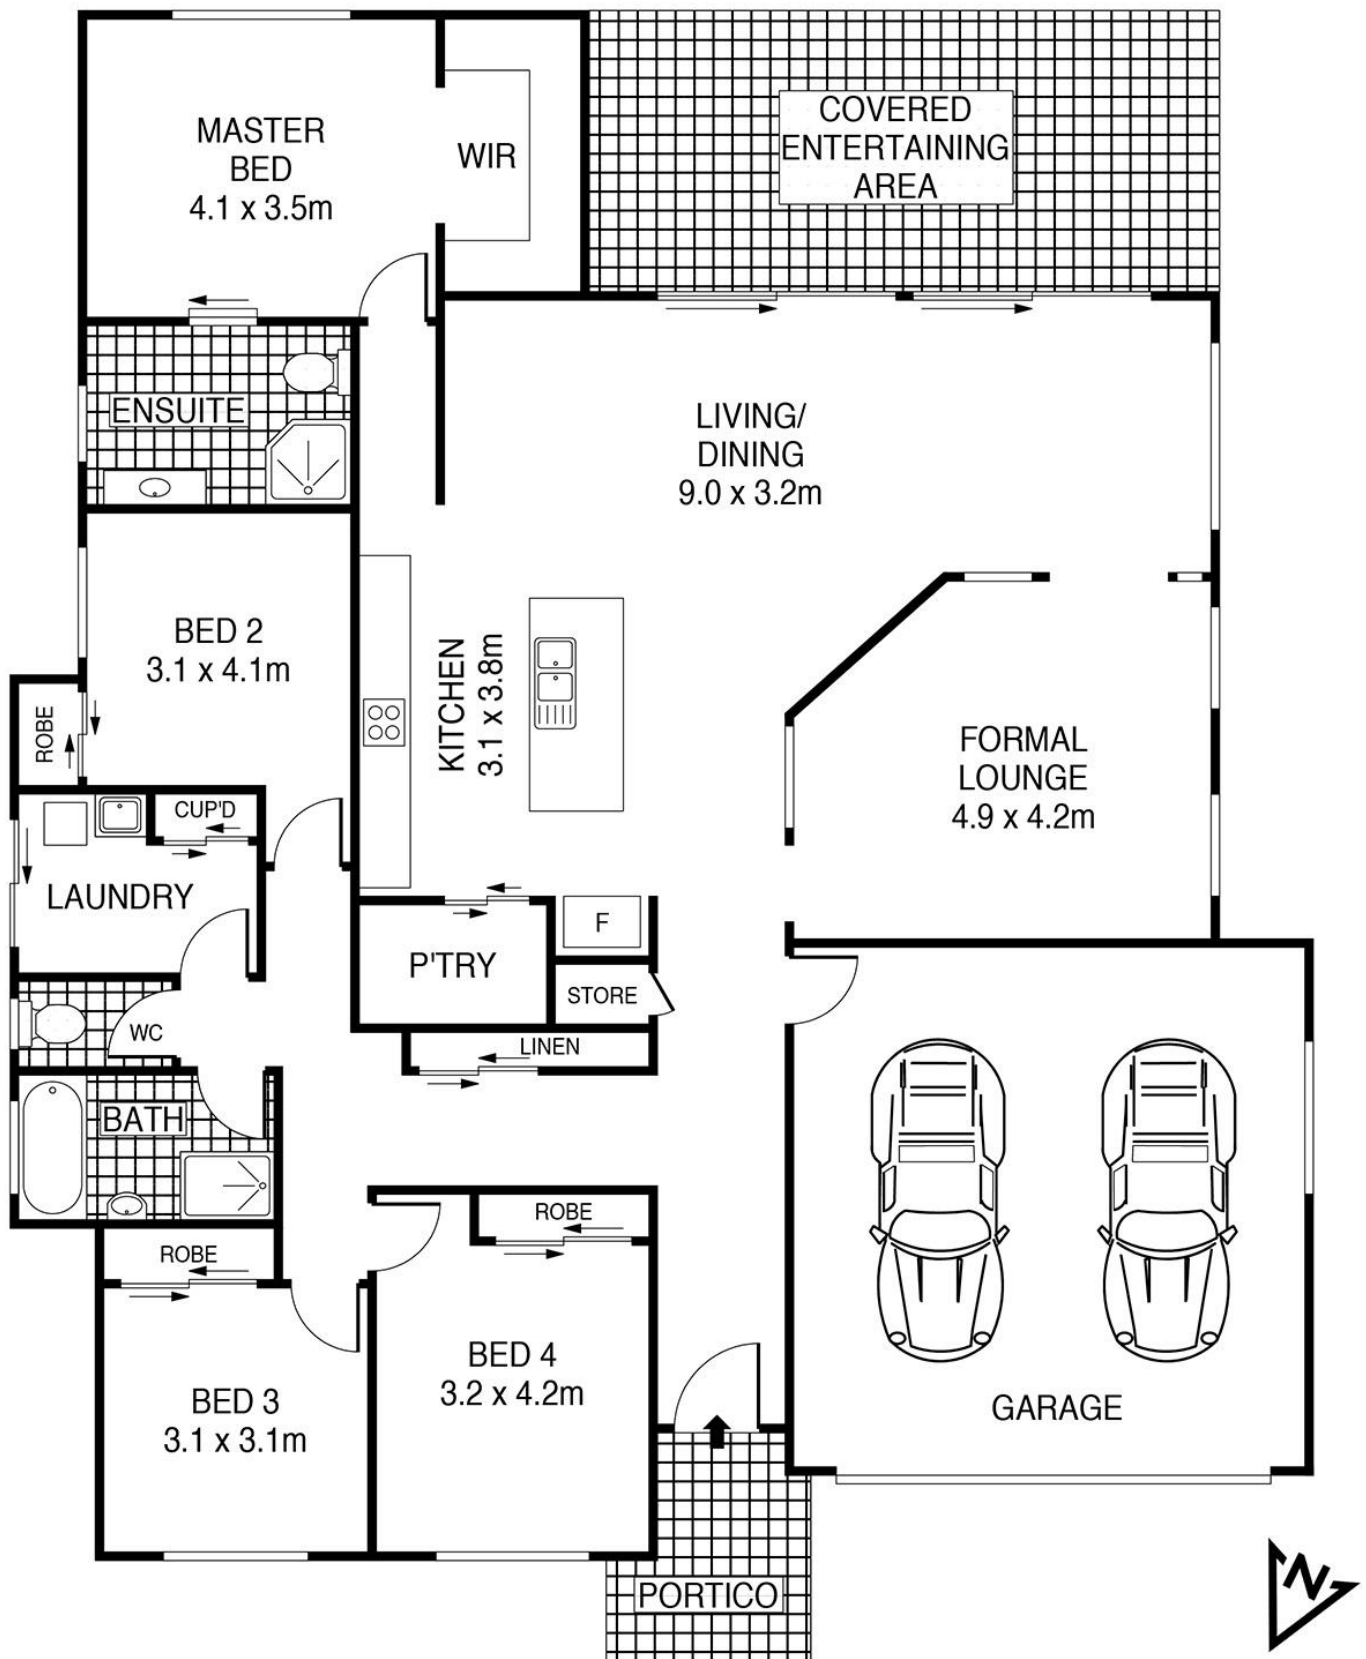 MASTER
BED
4.1 x 3.5m
WIR
COVERED
ENTERTAINING
AREA
ENSUITE
LIVING/
DINING
9.0 x 3.2m
BED 2
3.1 x 4.1m
ROBE
KITCHEN
3.1 x 3.8m
FORMAL
LOUNGE
4.9 x 4.2m
CUP'D
LAUNDRY
P'TRY
F
STORE
WC
LINEN
BATH
ROBE
ROBE
BED 3
3.1 x 3.1m
BED 4
3.2 x 4.2m
GARAGE
PORTICO
N